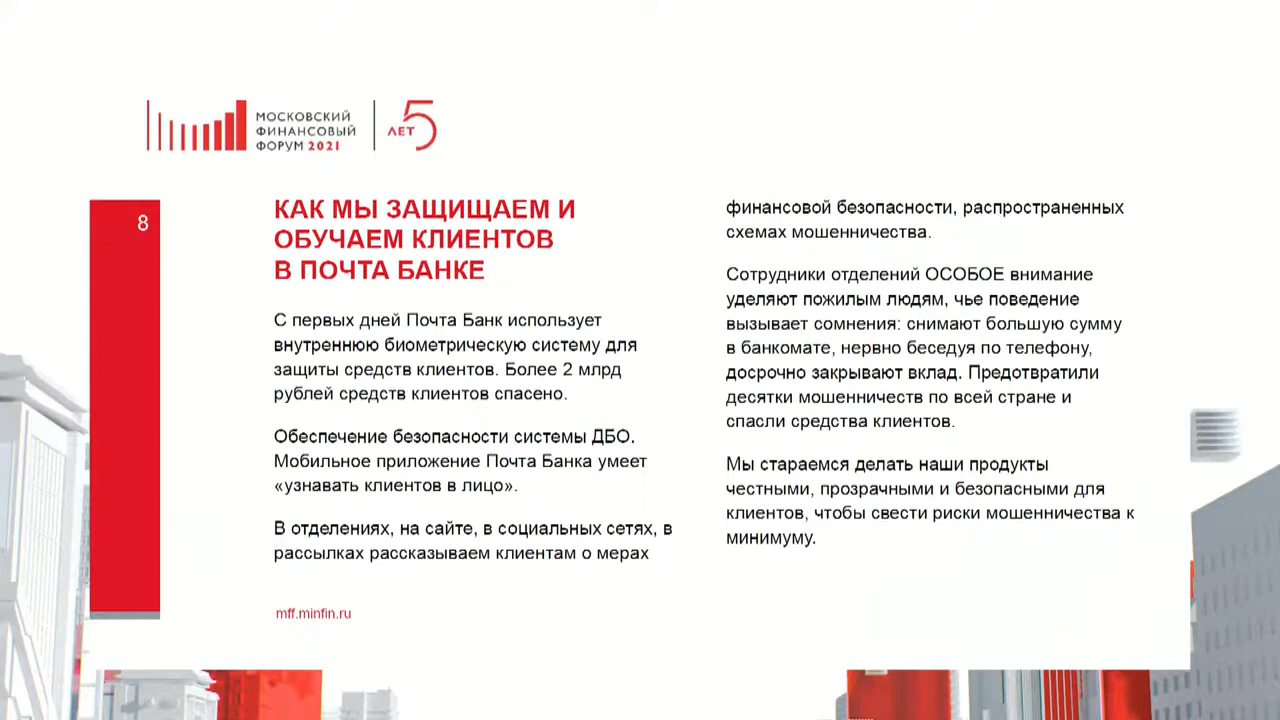 МОСКОВСКИЙ
ФИНАНСОВЫЙ
ФОРУМ 2021
5 ЛЕТ
8
КАК МЫ ЗАЩИЩАЕМ И
ОБУЧАЕМ КЛИЕНТОВ
В ПОЧТА БАНКЕ
С первых дней Почта Банк использует
внутреннюю биометрическую систему для
защиты средств клиентов. Более 2 млрд
рублей средств клиентов спасено.
Обеспечение безопасности системы ДБО.
Мобильное приложение Почта Банка умеет
«узнавать клиентов в лицо».
В отделениях, на сайте, в социальных сетях, в
рассылках рассказываем клиентам о мерах
финансовой безопасности, распространенных
схемах мошенничества.
Сотрудники отделений ОСОБОЕ внимание
уделяют пожилым людям, чье поведение
вызывает сомнения: снимают большую сумму
в банкомате, нервно беседуя по телефону,
досрочно закрывают вклад. Предотвратили
десятки мошенничеств по всей стране и
спасли средства клиентов.
Мы стараемся делать наши продукты
честными, прозрачными и безопасными для
клиентов, чтобы свести риски мошенничества к
минимуму.
mff.minfin.ru